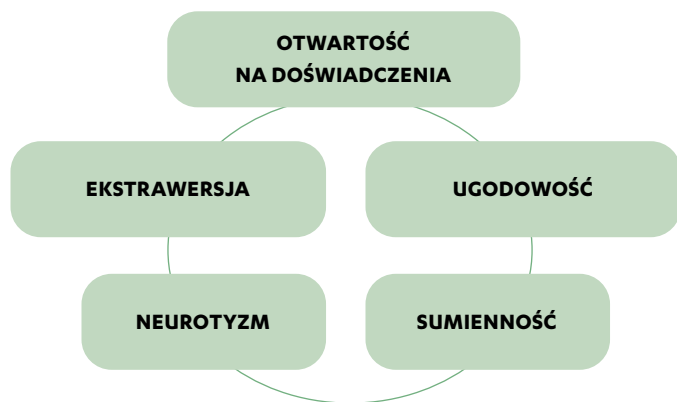 OTWARTOŚĆ
NA DOŚWIADCZENIA
EKSTRAWERSJA
UGODOWOŚĆ
NEUROTYZM
SUMIENNOŚĆ